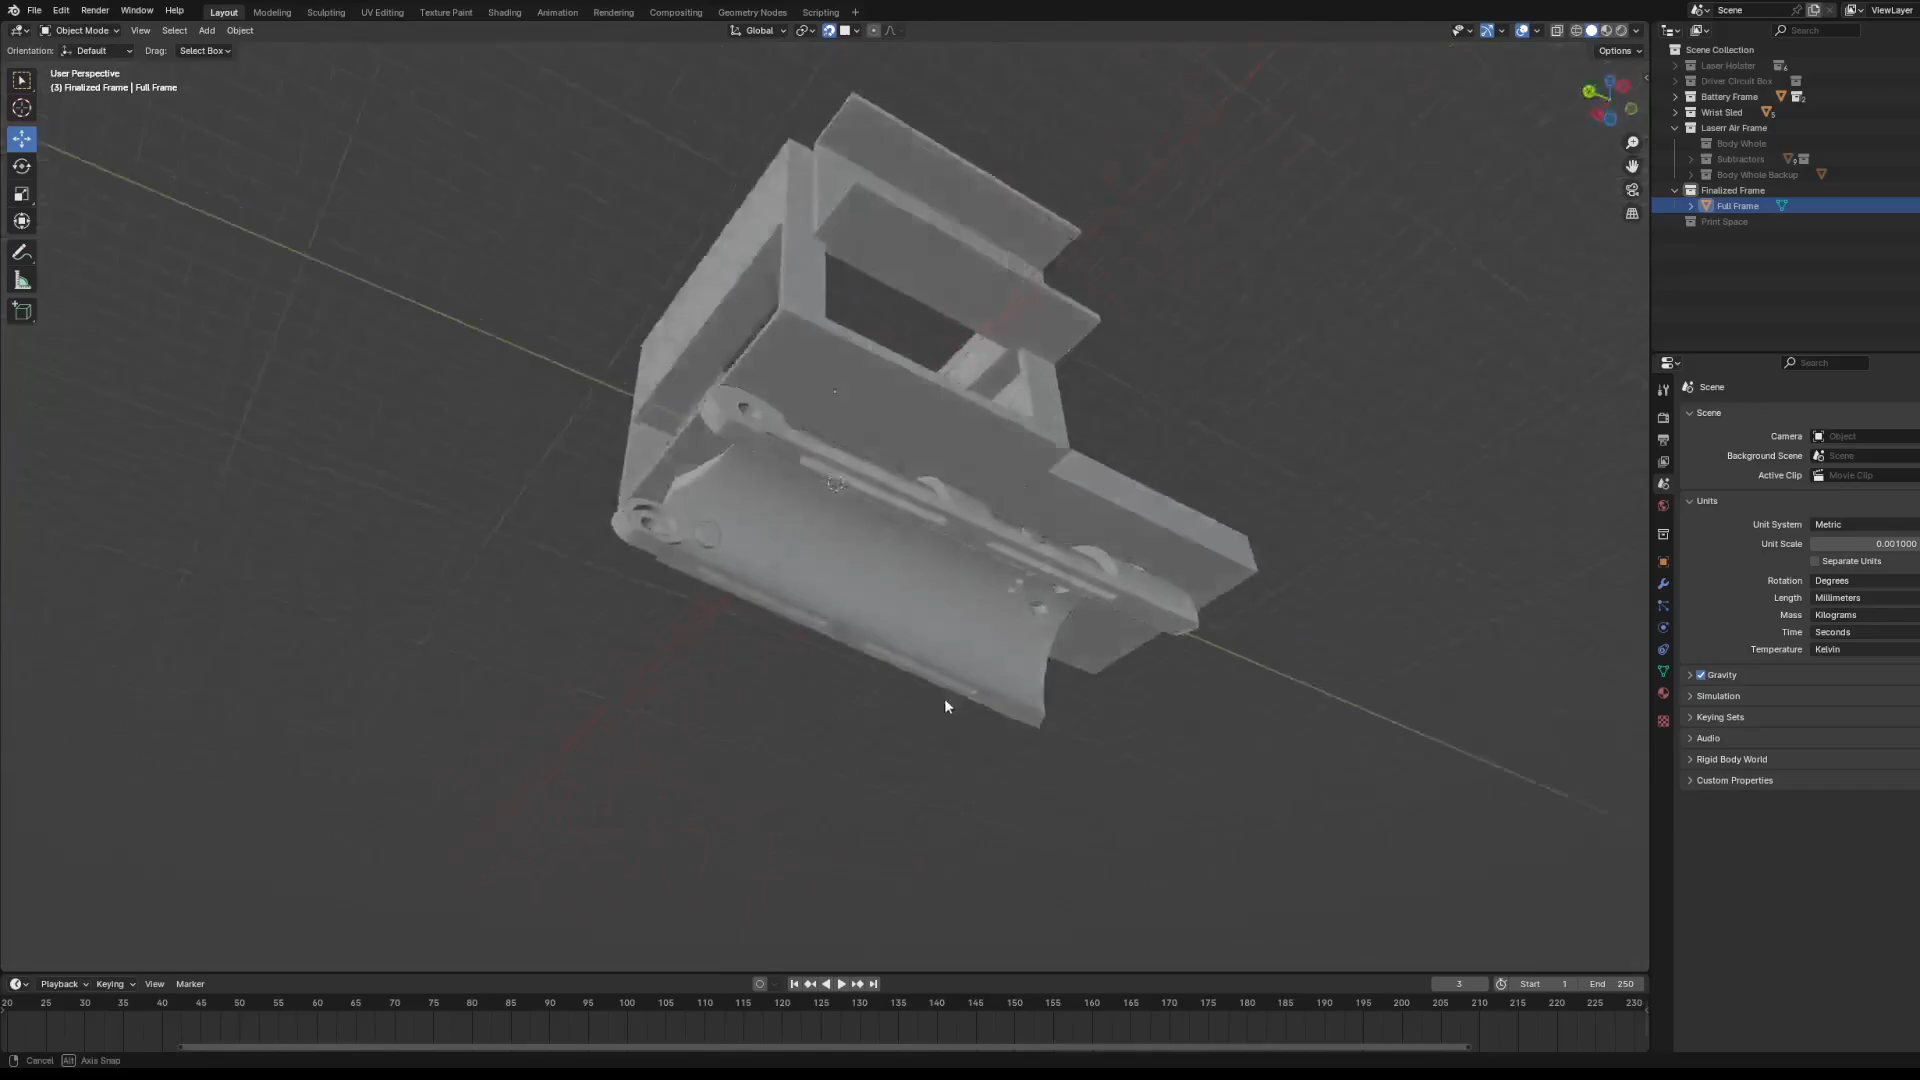 File Edit Render Window Help Layout Modeling Sculpting UV Editing Texture Paint Shading Animation Rendering Compositing Geometry Nodes Scripting + Scene ViewLayer
Object Mode View Select Add Object Global Search
Orientation: Default Drag: Select Box Options
User Perspective
(3) Finalized Frame | Full Frame
Scene Collection
Laser Holster 6
Driver Circuit Box
Battery Frame 2
Wrist Sled 5
Laserr Air Frame
Body Whole
Subtractors 9
Body Whole Backup
Finalized Frame
Full Frame
Print Space
Search
Scene
Scene
Camera Object
Background Scene Scene
Active Clip Movie Clip
Units
Unit System Metric
Unit Scale 0.001000
Separate Units
Rotation Degrees
Length Millimeters
Mass Kilograms
Time Seconds
Temperature Kelvin
Gravity
Simulation
Keying Sets
Audio
Rigid Body World
Custom Properties
Playback Keying View Marker 3 Start 1 End 250
20 25 30 35 40 45 50 55 60 65 70 75 80 85 90 95 100 105 110 115 120 125 130 135 140 145 150 155 160 165 170 175 180 185 190 195 200 205 210 215 220 225 230
Cancel Alt Axis Snap